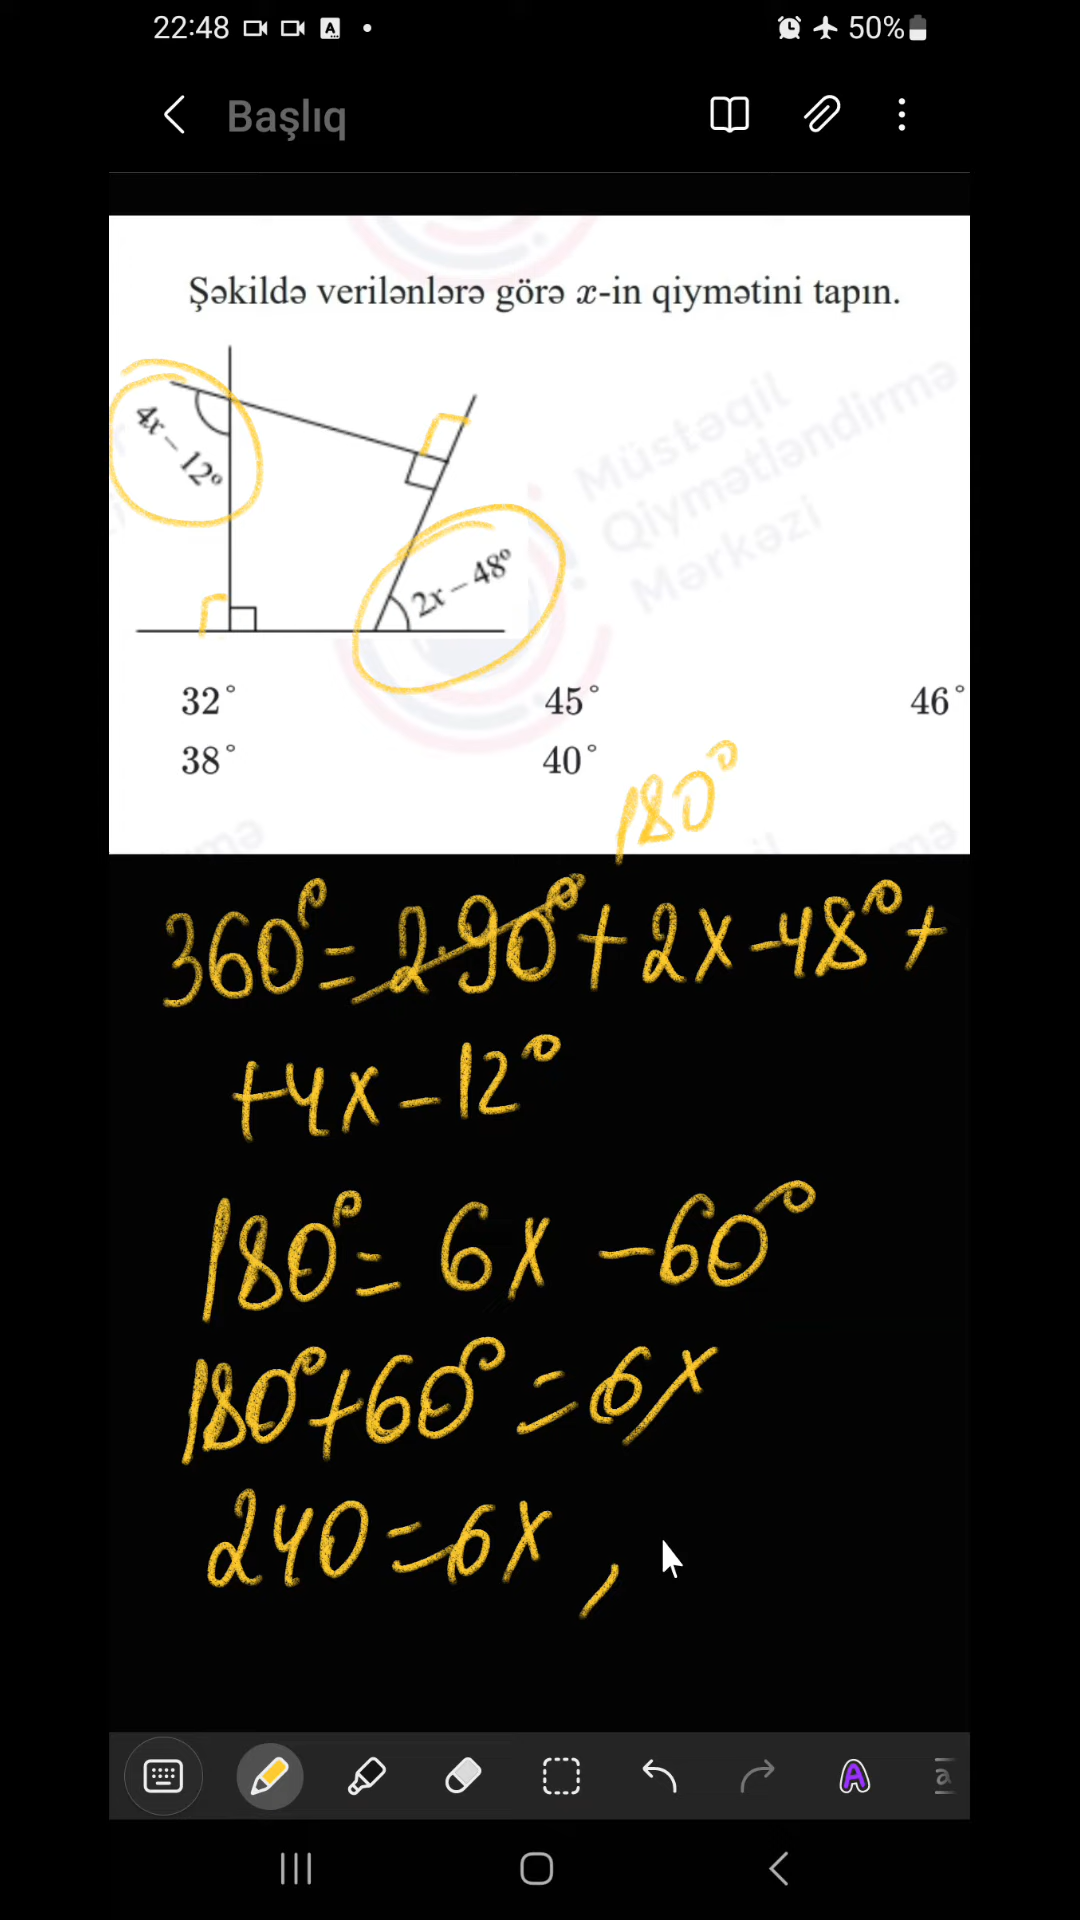 22:48
50%
Başlıq
Şəkildə verilənlərə görə x-in qiymətini tapın.
4x – 12°
2x – 48°
Müstəqil
Qiymətləndirmə
Mərkəzi
32° 45° 46°
38° 40°
180°
360° = 2·90° + 2x - 48° +
+4x - 12°
180° = 6x - 60°
180° + 60° = 6x
240 = 6x ,